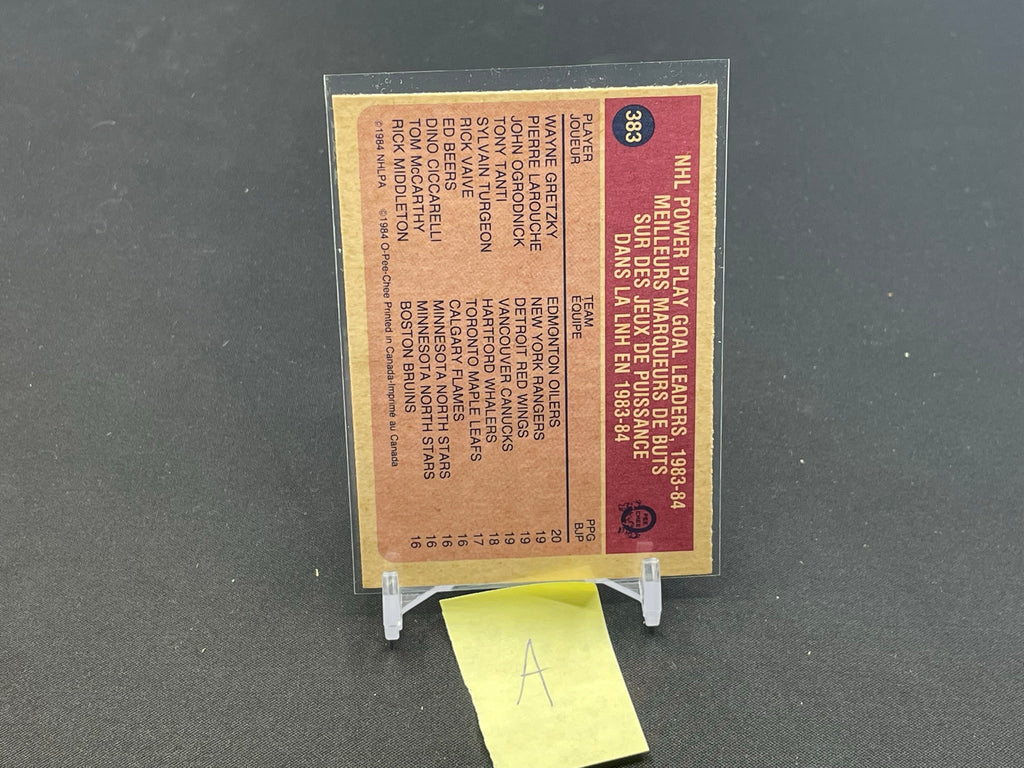 383
NHL POWER PLAY GOAL LEADERS, 1983-84
MEILLEURS MARQUEURS DE BUTS
SUR DES JEUX DE PUISSANCE
DANS LA LNH EN 1983-84
O PEE CHEE
PLAYER TEAM PPG
JOUEUR ÉQUIPE BJP
WAYNE GRETZKY EDMONTON OILERS 20
PIERRE LAROUCHE NEW YORK RANGERS 19
JOHN OGRODNICK DETROIT RED WINGS 19
TONY TANTI VANCOUVER CANUCKS 19
SYLVAIN TURGEON HARTFORD WHALERS 18
RICK VAIVE TORONTO MAPLE LEAFS 17
ED BEERS CALGARY FLAMES 16
DINO CICCARELLI MINNESOTA NORTH STARS 16
TOM McCARTHY MINNESOTA NORTH STARS 16
RICK MIDDLETON BOSTON BRUINS 16
©1984 NHLPA ©1984 O-Pee-Chee Printed in Canada-Imprimé au Canada
A